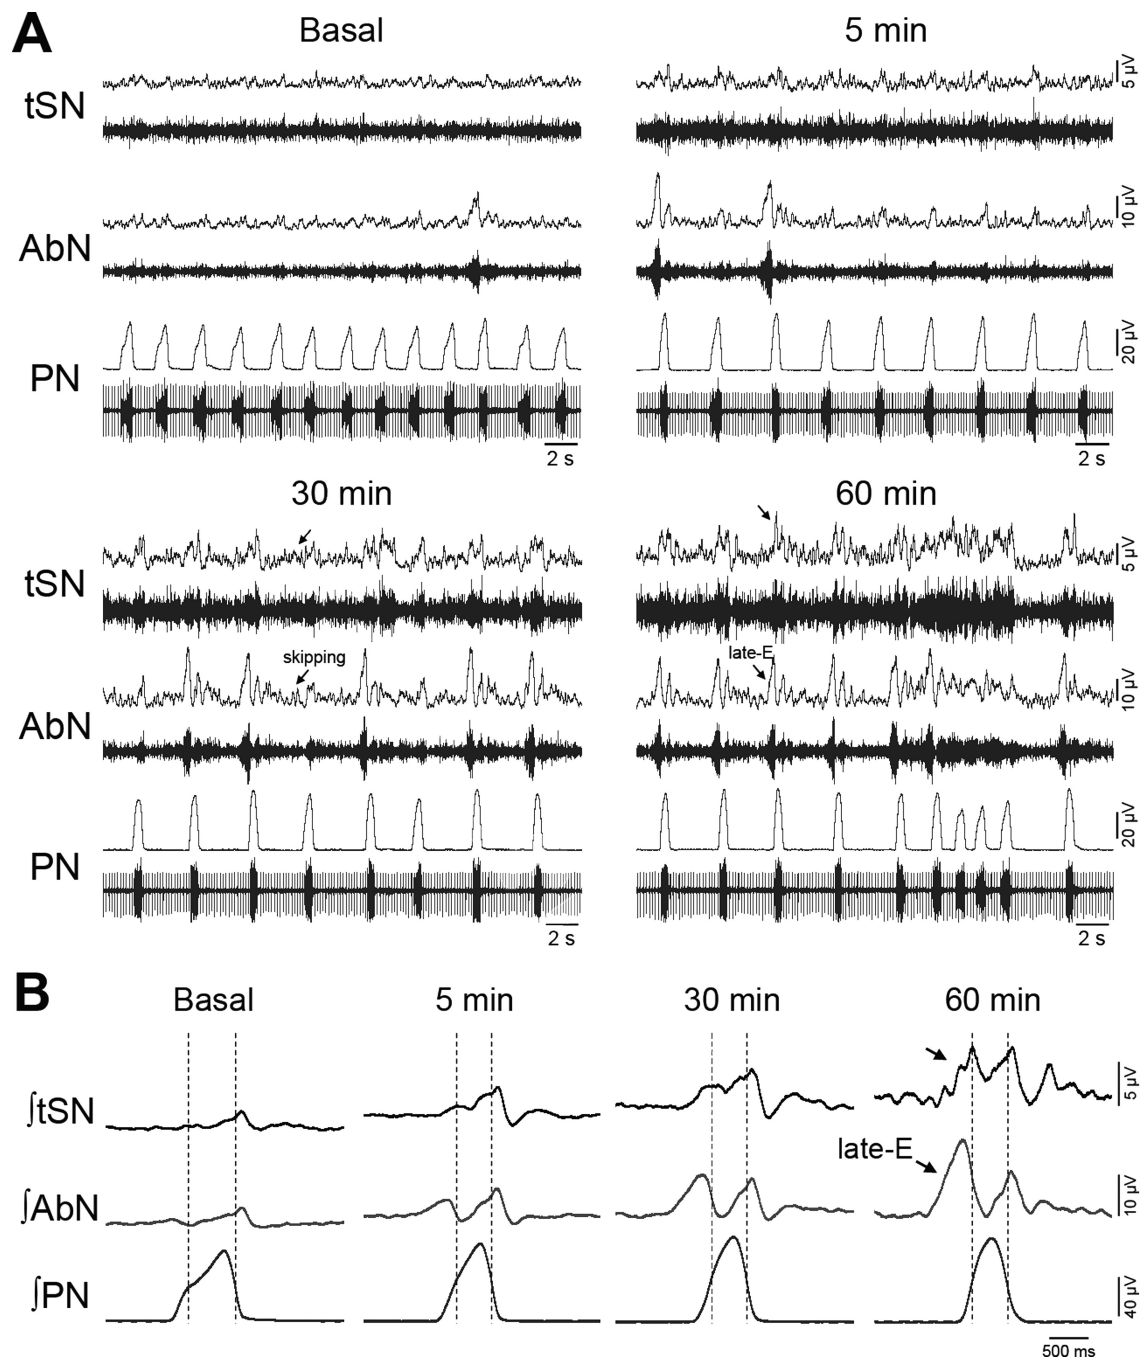 A
Basal
5 min
tSN
5 µV
AbN
10 µV
PN
20 µV
2 s
2 s
30 min
60 min
tSN
5 µV
skipping
late-E
AbN
10 µV
PN
20 µV
2 s
2 s
B
Basal
5 min
30 min
60 min
∫tSN
5 µV
late-E
∫AbN
10 µV
∫PN
40 µV
500 ms